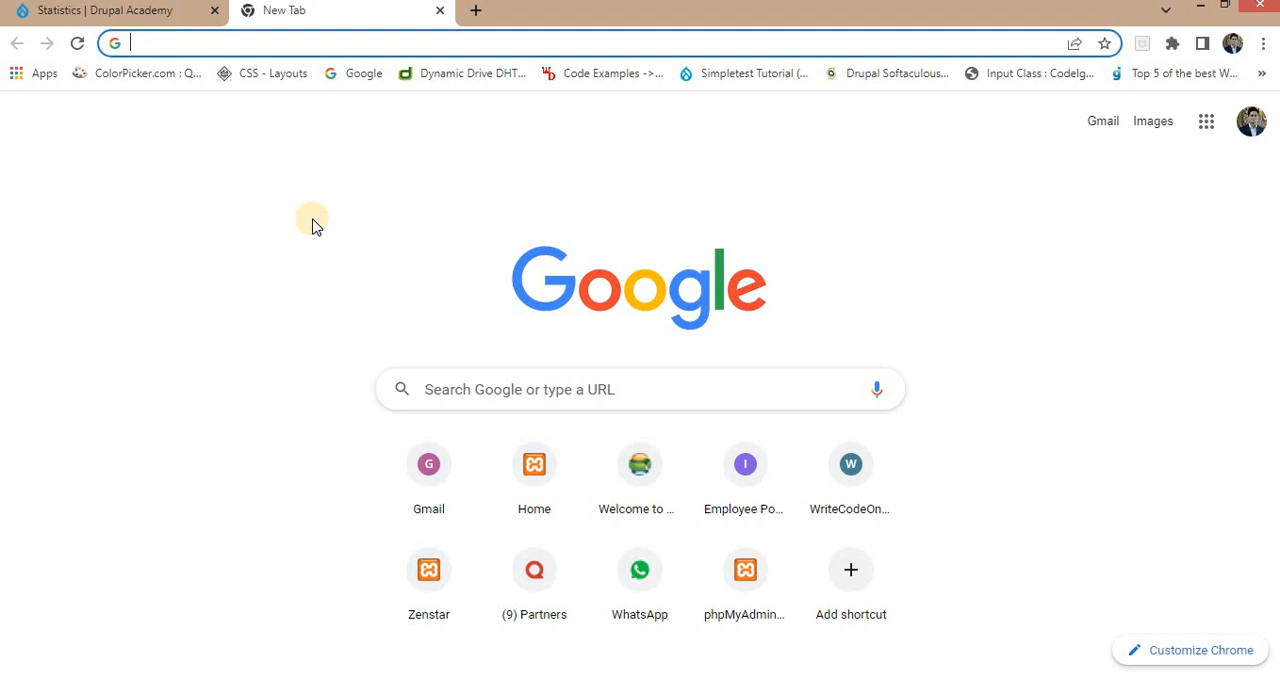 Statistics | Drupal Academy
New Tab
Apps
ColorPicker.com : Q...
CSS - Layouts
Google
Dynamic Drive DHT...
Code Examples ->...
Simpletest Tutorial (...
Drupal Softaculous...
Input Class : CodeIg...
Top 5 of the best W...
Gmail
Images
Google
Search Google or type a URL
G
I
W
Gmail
Home
Welcome to ...
Employee Po...
WriteCodeOn...
Zenstar
(9) Partners
WhatsApp
phpMyAdmin...
Add shortcut
Customize Chrome